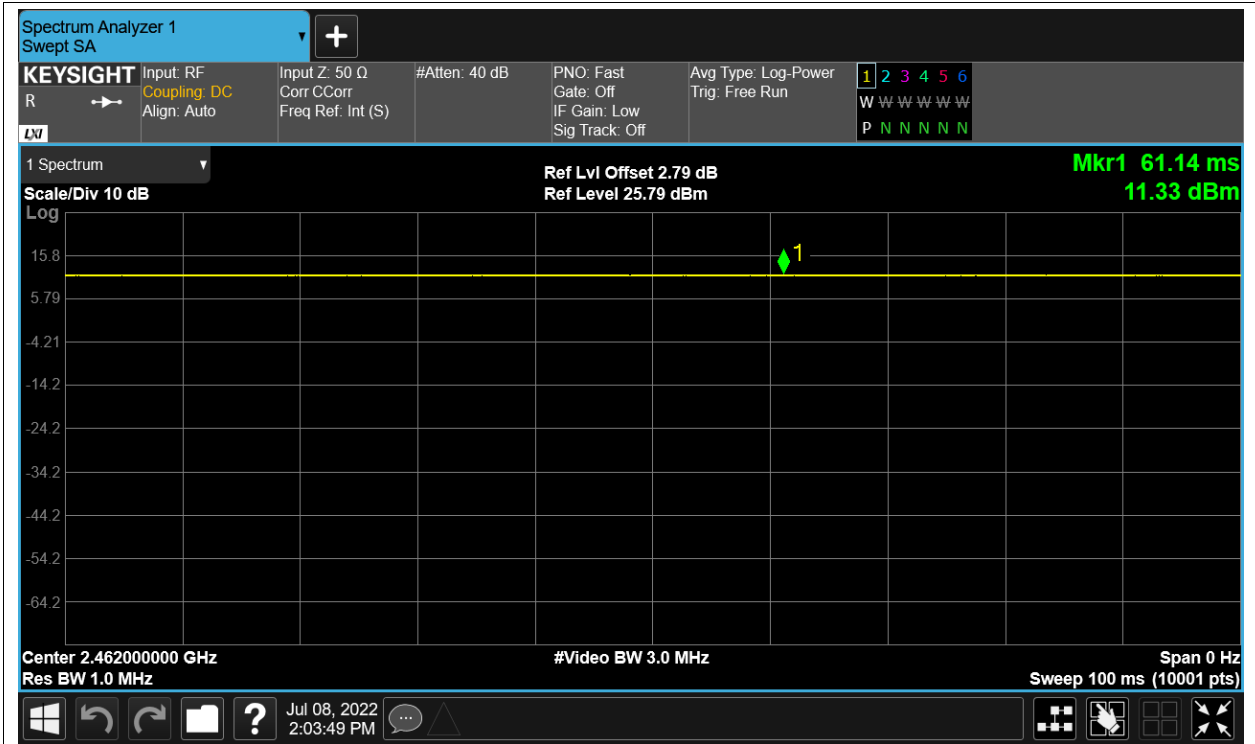 Spectrum Analyzer 1
Swept SA
KEYSIGHT
R
LXI
Input: RF
Coupling: DC
Align: Auto
Input Z: 50 Ω
Corr CCorr
Freq Ref: Int (S)
#Atten: 40 dB
PNO: Fast
Gate: Off
IF Gain: Low
Sig Track: Off
Avg Type: Log-Power
Trig: Free Run
1 2 3 4 5 6
W W W W W W
P N N N N N
1 Spectrum
Scale/Div 10 dB
Log
Ref Lvl Offset 2.79 dB
Ref Level 25.79 dBm
Mkr1 61.14 ms
11.33 dBm
1
15.8
5.79
-4.21
-14.2
-24.2
-34.2
-44.2
-54.2
-64.2
Center 2.462000000 GHz
Res BW 1.0 MHz
#Video BW 3.0 MHz
Span 0 Hz
Sweep 100 ms (10001 pts)
?
Jul 08, 2022
2:03:49 PM